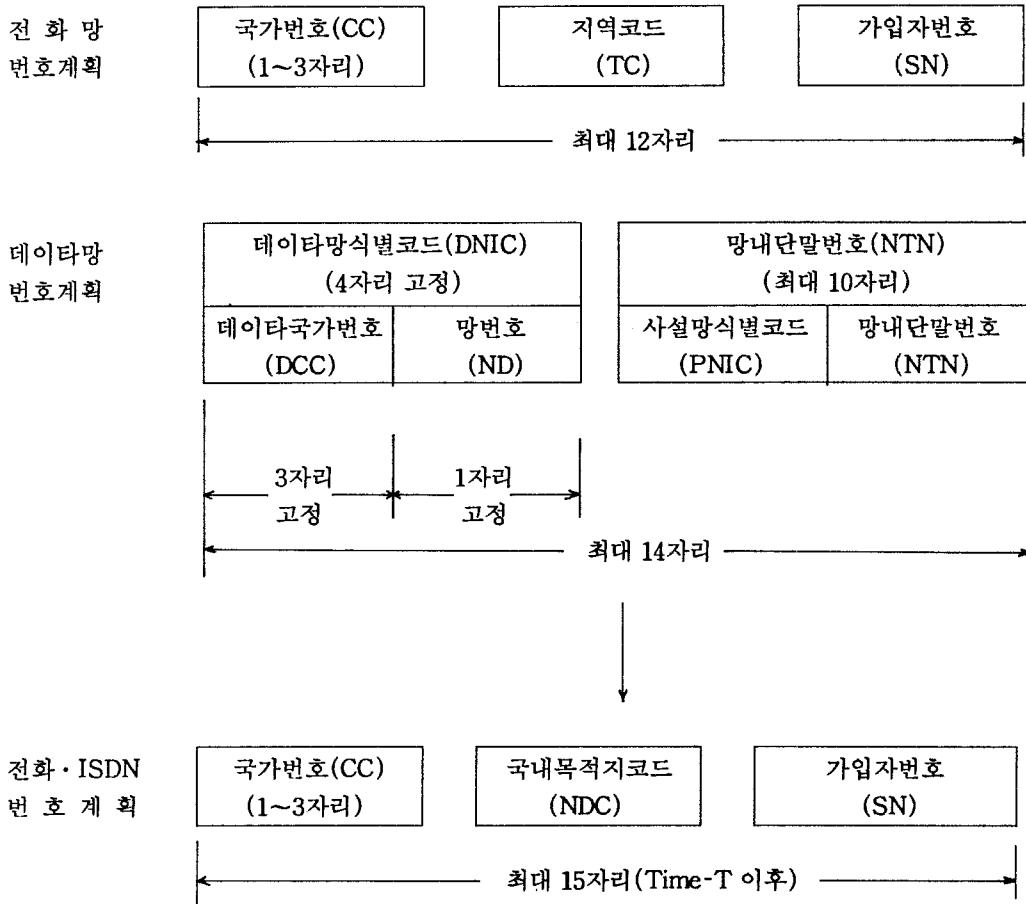 전 화 망
번호계획
국가번호(CC)
(1~3자리)
지역코드
(TC)
가입자번호
(SN)
최대 12자리
데이타망
번호계획
데이타망식별코드(DNIC)
(4자리 고정)
망내단말번호(NTN)
(최대 10자리)
데이타국가번호
(DCC)
망번호
(ND)
사설망식별코드
(PNIC)
망내단말번호
(NTN)
3자리
고정
1자리
고정
최대 14자리
전화·ISDN
번 호 계 획
국가번호(CC)
(1~3자리)
국내목적지코드
(NDC)
가입자번호
(SN)
최대 15자리(Time-T 이후)